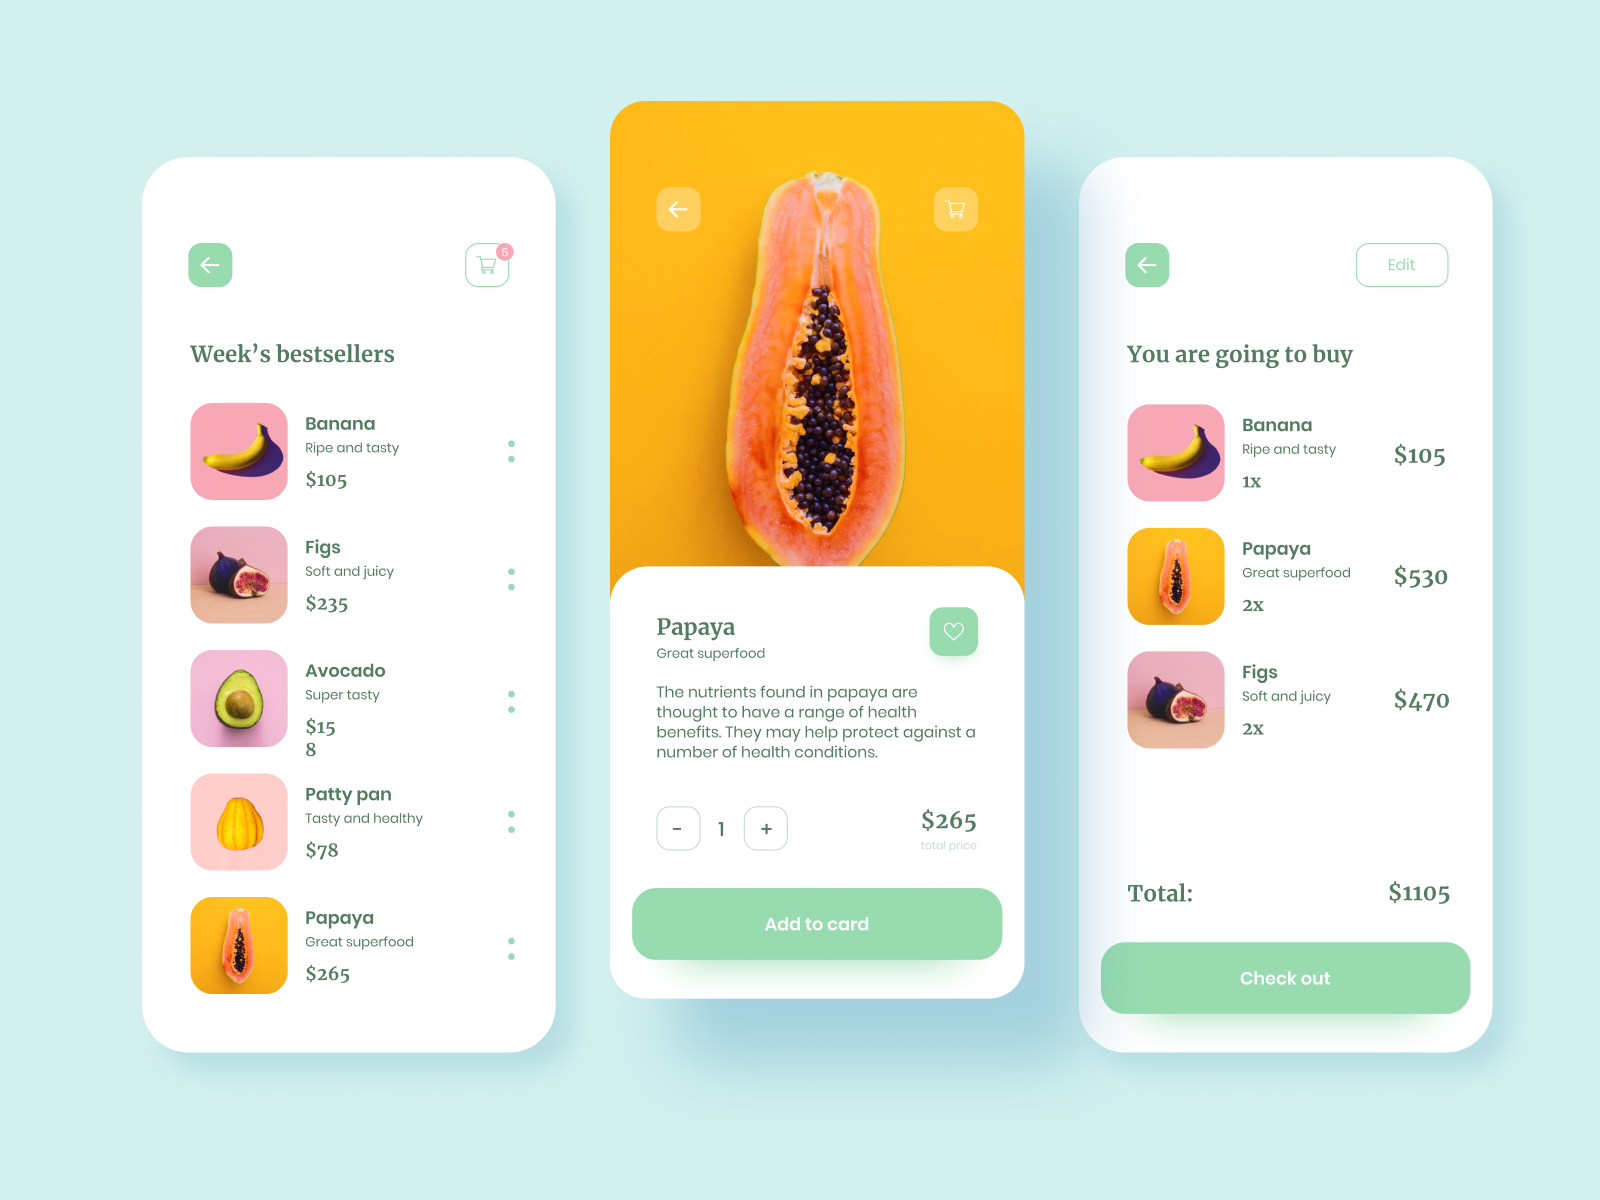 5
Week’s bestsellers
Banana
Ripe and tasty
$105
Figs
Soft and juicy
$235
Avocado
Super tasty
$15
8
Patty pan
Tasty and healthy
$78
Papaya
Great superfood
$265
Papaya
Great superfood
The nutrients found in papaya are
thought to have a range of health
benefits. They may help protect against a
number of health conditions.
- 1 +
$265
total price
Add to card
Edit
You are going to buy
Banana
Ripe and tasty
1x
$105
Papaya
Great superfood
2x
$530
Figs
Soft and juicy
2x
$470
Total: $1105
Check out